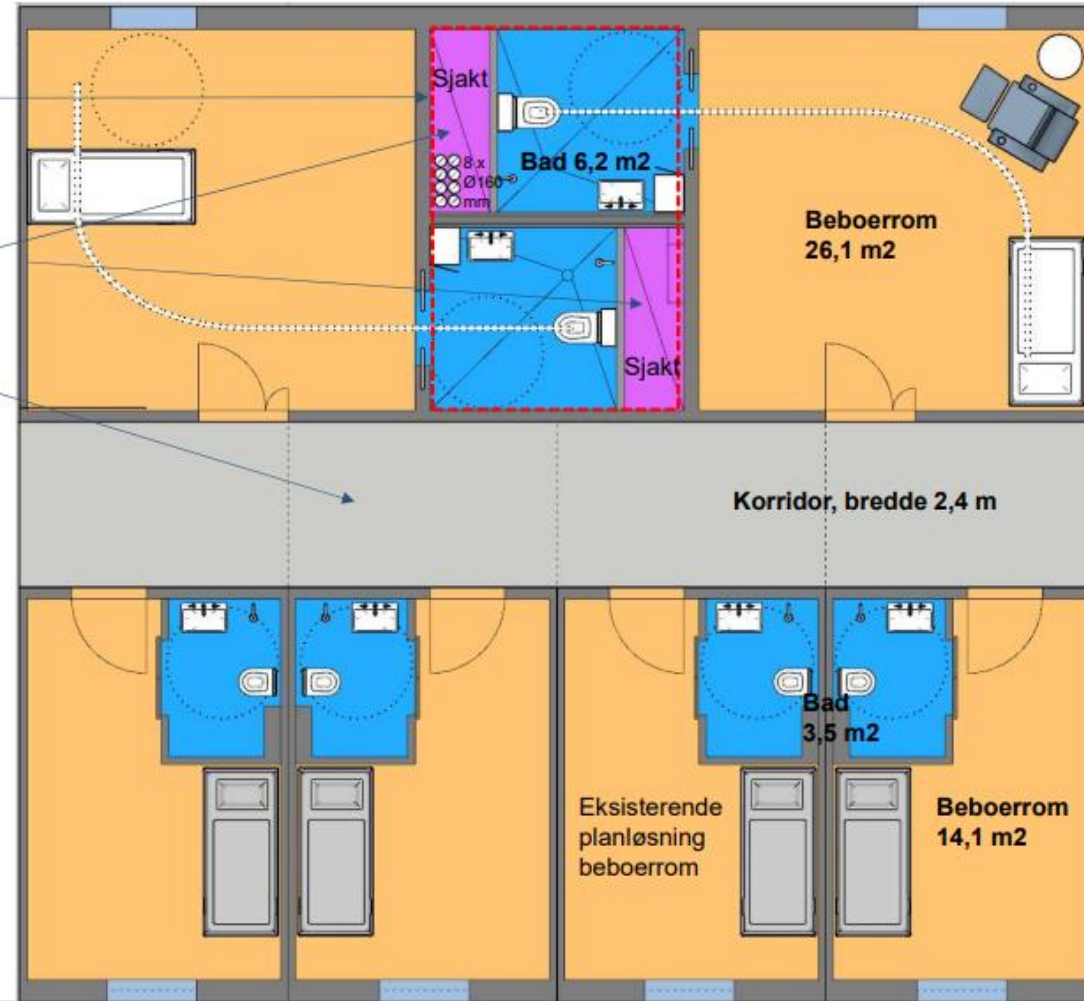 Sjakt
8 x
Ø160
mm
Bad 6,2 m2
Beboerrom
26,1 m2
Sjakt
Korridor, bredde 2,4 m
Bad
3,5 m2
Eksisterende
planløsning
beboerrom
Beboerrom
14,1 m2